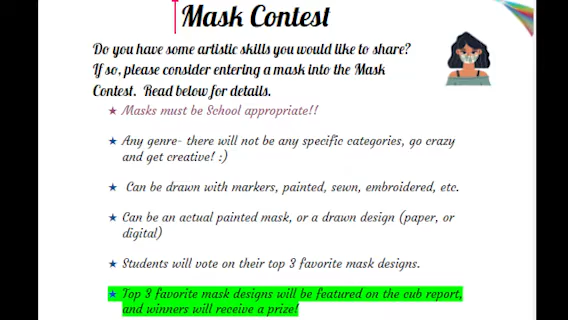 Mask Contest
Do you have some artistic skills you would like to share?
If so, please consider entering a mask into the Mask
Contest. Read below for details.
★ Masks must be School appropriate!!
★ Any genre- there will not be any specific categories, go crazy
and get creative! :)
★ Can be drawn with markers, painted, sewn, embroidered, etc.
★ Can be an actual painted mask, or a drawn design (paper, or
digital)
★ Students will vote on their top 3 favorite mask designs.
★ Top 3 favorite mask designs will be featured on the cub report,
and winners will receive a prize!